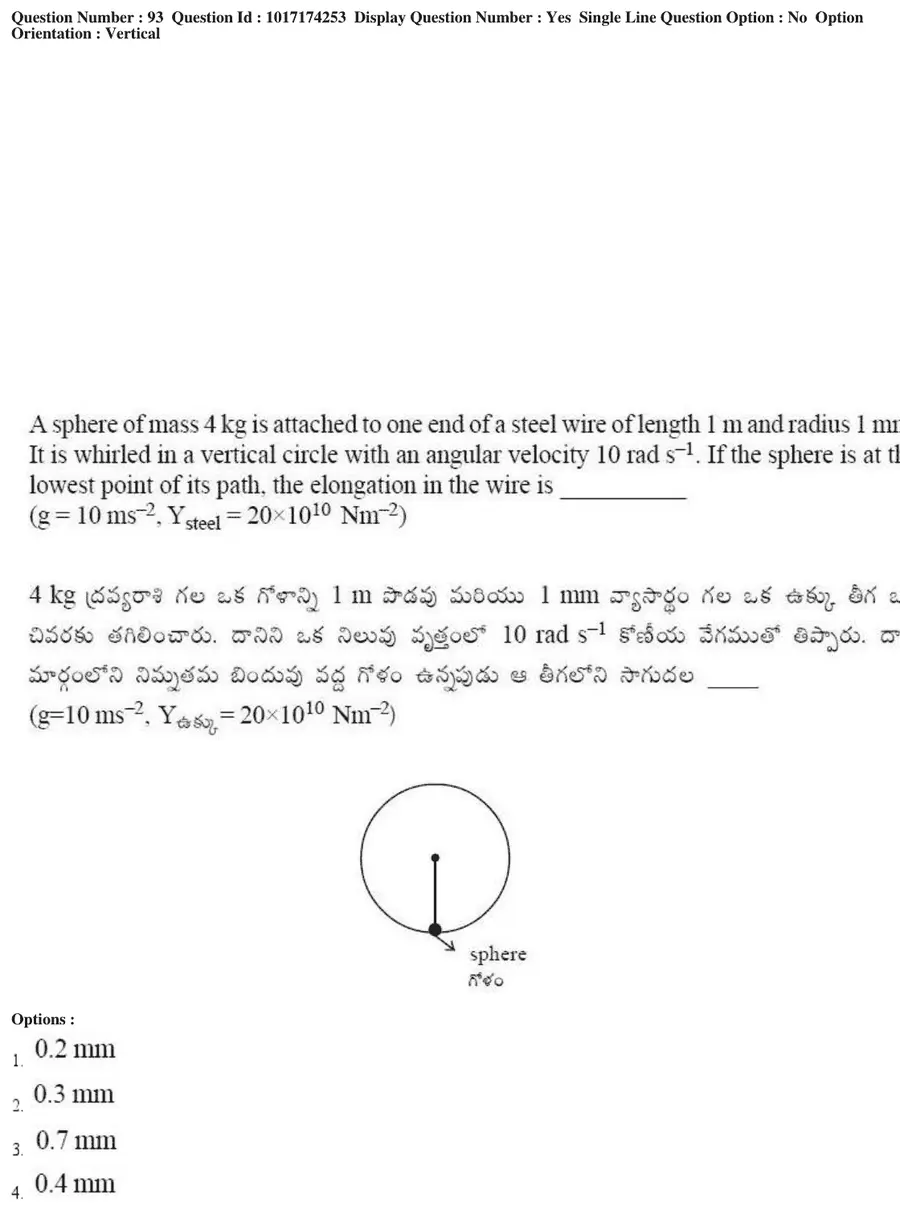 Question Number : 93 Question Id : 1017174253 Display Question Number : Yes Single Line Question Option : No Option
Orientation : Vertical
A sphere of mass 4 kg is attached to one end of a steel wire of length 1 m and radius 1
It is whirled in a vertical circle with an angular velocity 10 rad s⁻¹. If the sphere is at
lowest point of its path, the elongation in the wire is __________
(g = 10 ms⁻², Y_steel = 20×10¹⁰ Nm⁻²)
4 kg ద్రవ్యరాశి గల ఒక గోళాన్ని 1 m పొడవు మరియు 1 mm వ్యాసార్థం గల ఒక ఉక్కు తీగ
చివరకు తగిలించారు. దానిని ఒక నిలువు వృత్తంలో 10 rad s⁻¹ కోణీయ వేగముతో తిప్పారు.
మార్గంలోని నిమ్నతమ బిందువు వద్ద గోళం ఉన్నపుడు ఆ తీగలోని సాగుదల ____
(g=10 ms⁻², Y_ఉక్కు = 20×10¹⁰ Nm⁻²)
sphere
గోళం
Options :
1. 0.2 mm
2. 0.3 mm
3. 0.7 mm
4. 0.4 mm